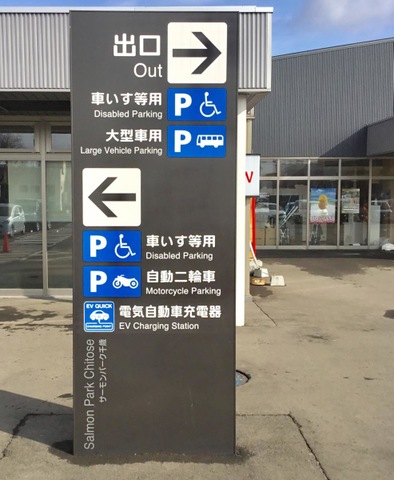 出口
Out
車いす等用
Disabled Parking
P
大型車用
Large Vehicle Parking
P
P
車いす等用
Disabled Parking
P
自動二輪車
Motorcycle Parking
EV QUICK
CHARGING POINT
電気自動車充電器
EV Charging Station
Salmon Park Chitose
サーモンパーク千歳